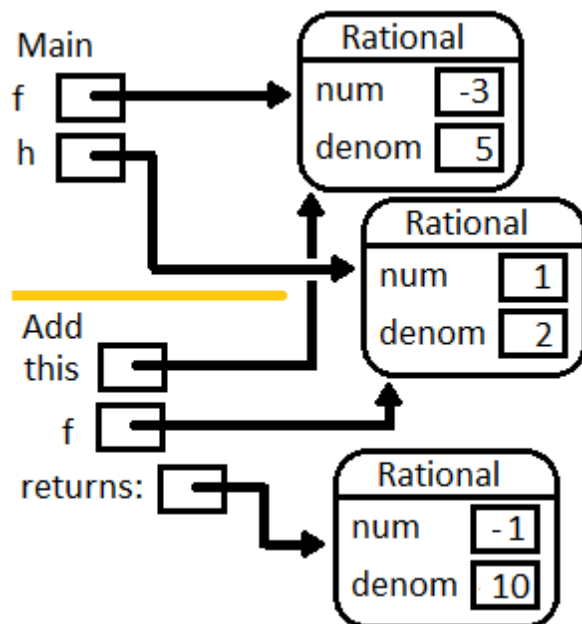 Main
f
h
Rational
num -3
denom 5
Rational
num 1
denom 2
Add
this
f
returns:
Rational
num -1
denom 10